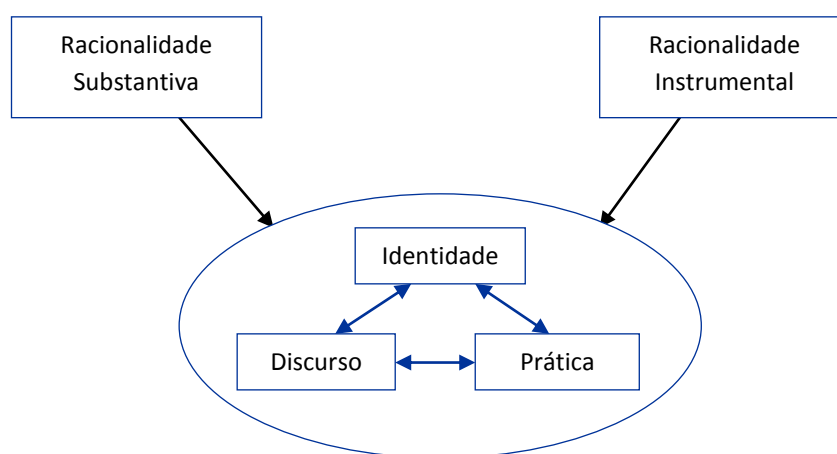 Racionalidade
Substantiva
Racionalidade
Instrumental
Identidade
Discurso
Prática